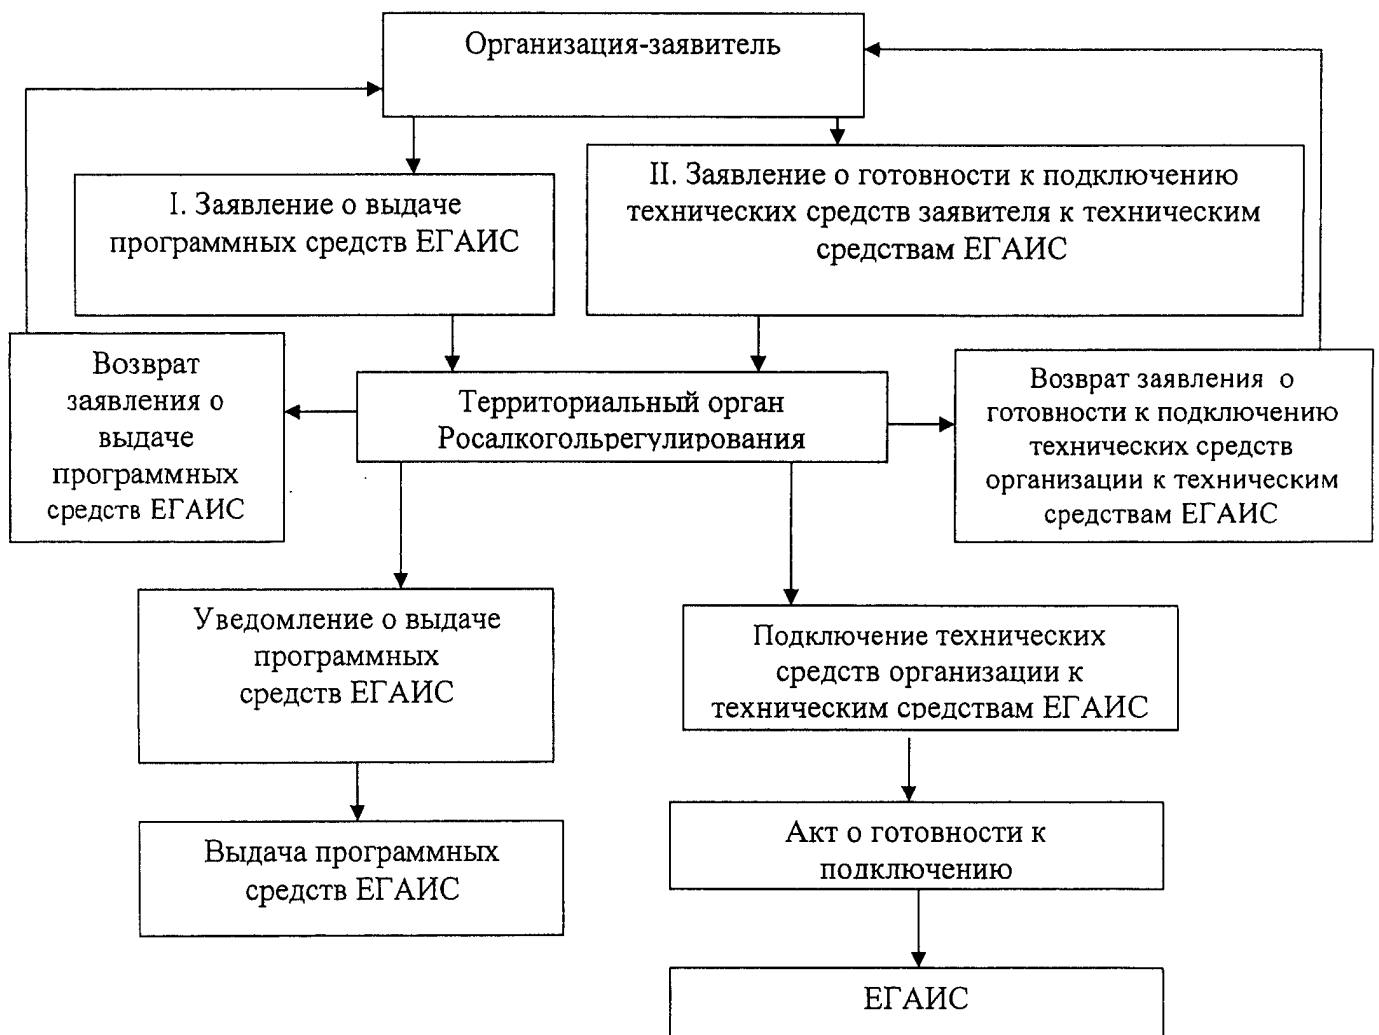 Организация-заявитель
I. Заявление о выдаче
программных средств ЕГАИС
II. Заявление о готовности к подключению
технических средств заявителя к техническим
средствам ЕГАИС
Возврат
заявления о
выдаче
программных
средств ЕГАИС
Территориальный орган
Росалкогольрегулирования
Возврат заявления о
готовности к подключению
технических средств
организации к техническим
средствам ЕГАИС
Уведомление о выдаче
программных
средств ЕГАИС
Подключение технических
средств организации к
техническим средствам ЕГАИС
Выдача программных
средств ЕГАИС
Акт о готовности к
подключению
ЕГАИС